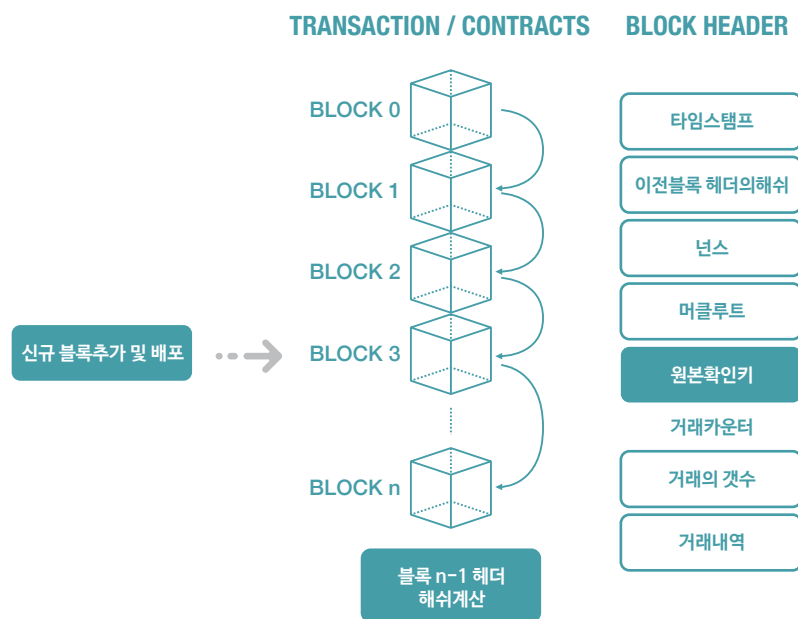 TRANSACTION / CONTRACTS
BLOCK HEADER
BLOCK 0
BLOCK 1
BLOCK 2
BLOCK 3
BLOCK n
신규 블록추가 및 배포
블록 n-1 헤더
해쉬계산
타임스탬프
이전블록 헤더의해쉬
넌스
머클루트
원본확인키
거래카운터
거래의 갯수
거래내역